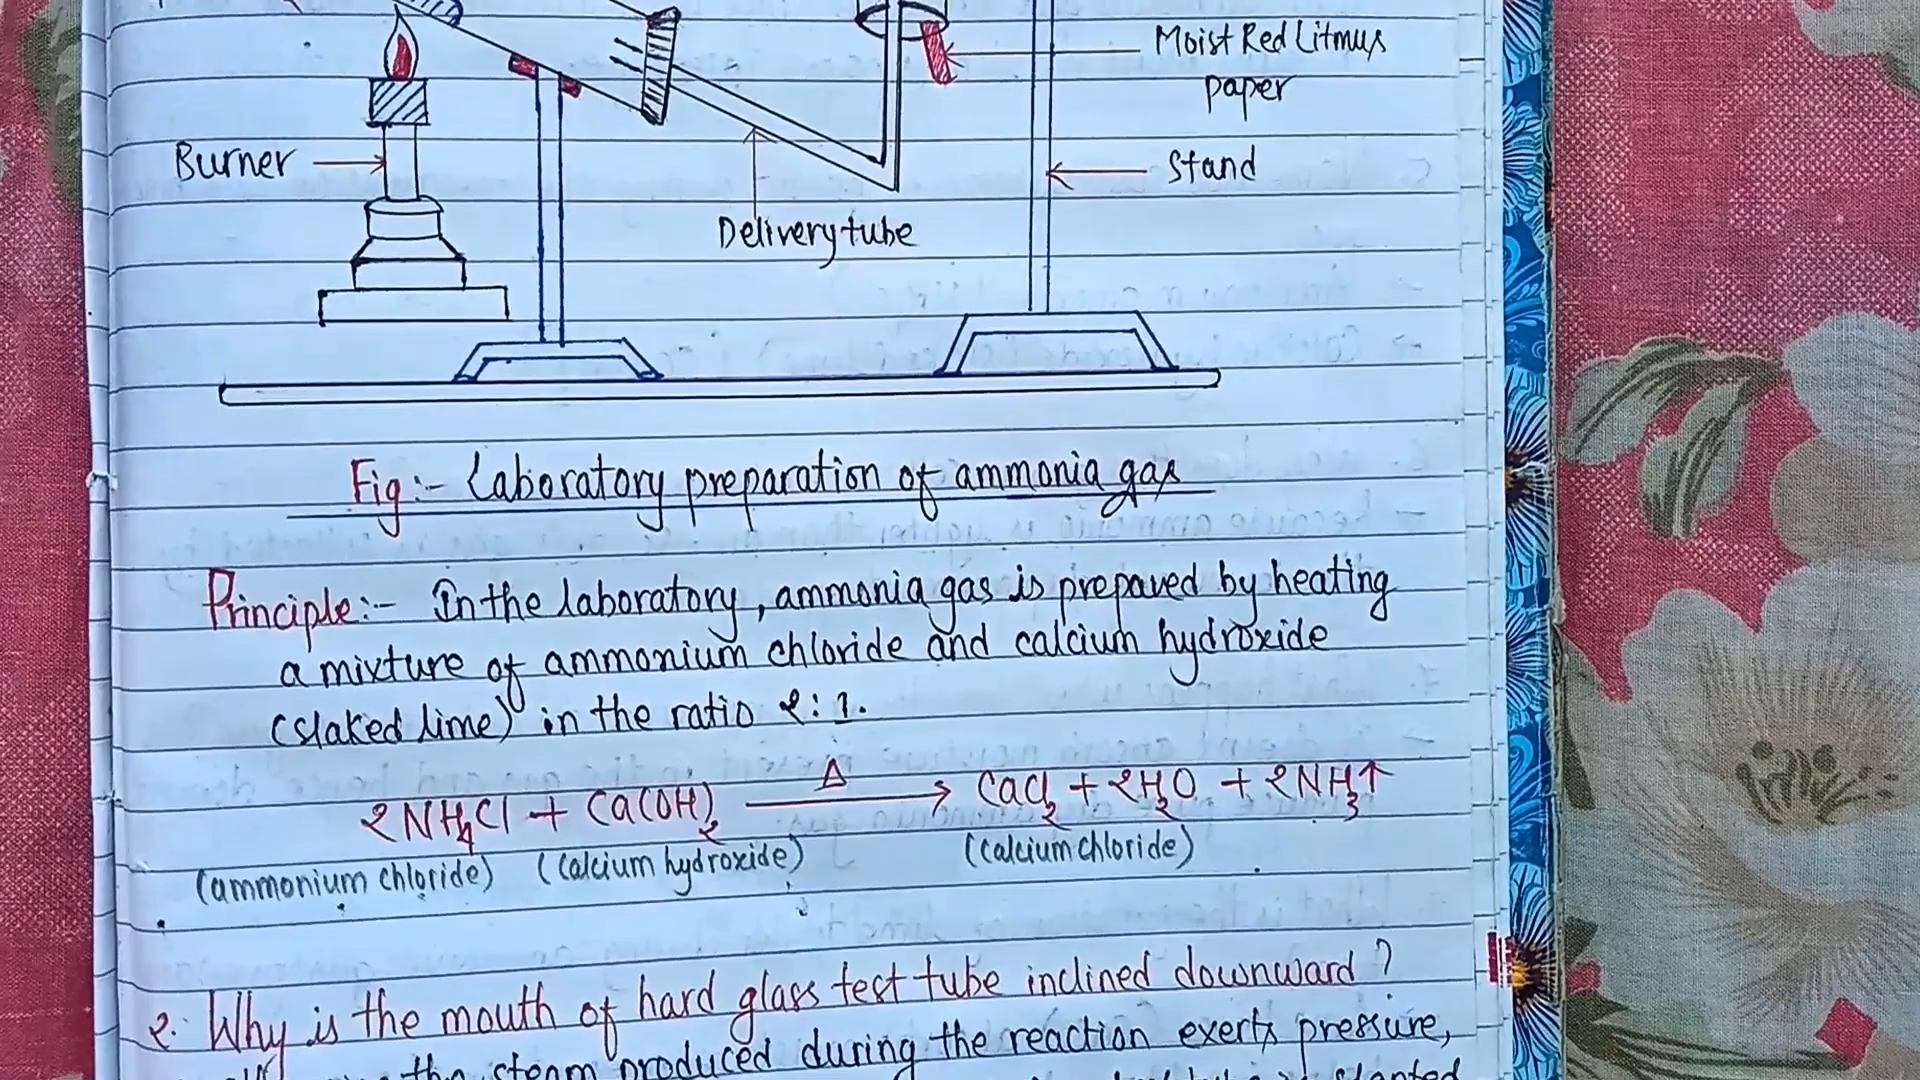 Moist Red Litmus
paper
Burner
Stand
Delivery tube
Fig:- Laboratory preparation of ammonia gas
Principle:- In the laboratory, ammonia gas is prepared by heating
a mixture of ammonium chloride and calcium hydroxide
(slaked lime) in the ratio 2:1.
Δ
2NH₄Cl + Ca(OH)₂ ⟶ CaCl₂ + 2H₂O + 2NH₃↑
(ammonium chloride) (Calcium hydroxide) (Calcium chloride)
2. Why is the mouth of hard glass test tube inclined downward?
the steam produced during the reaction exerts pressure,
slanted